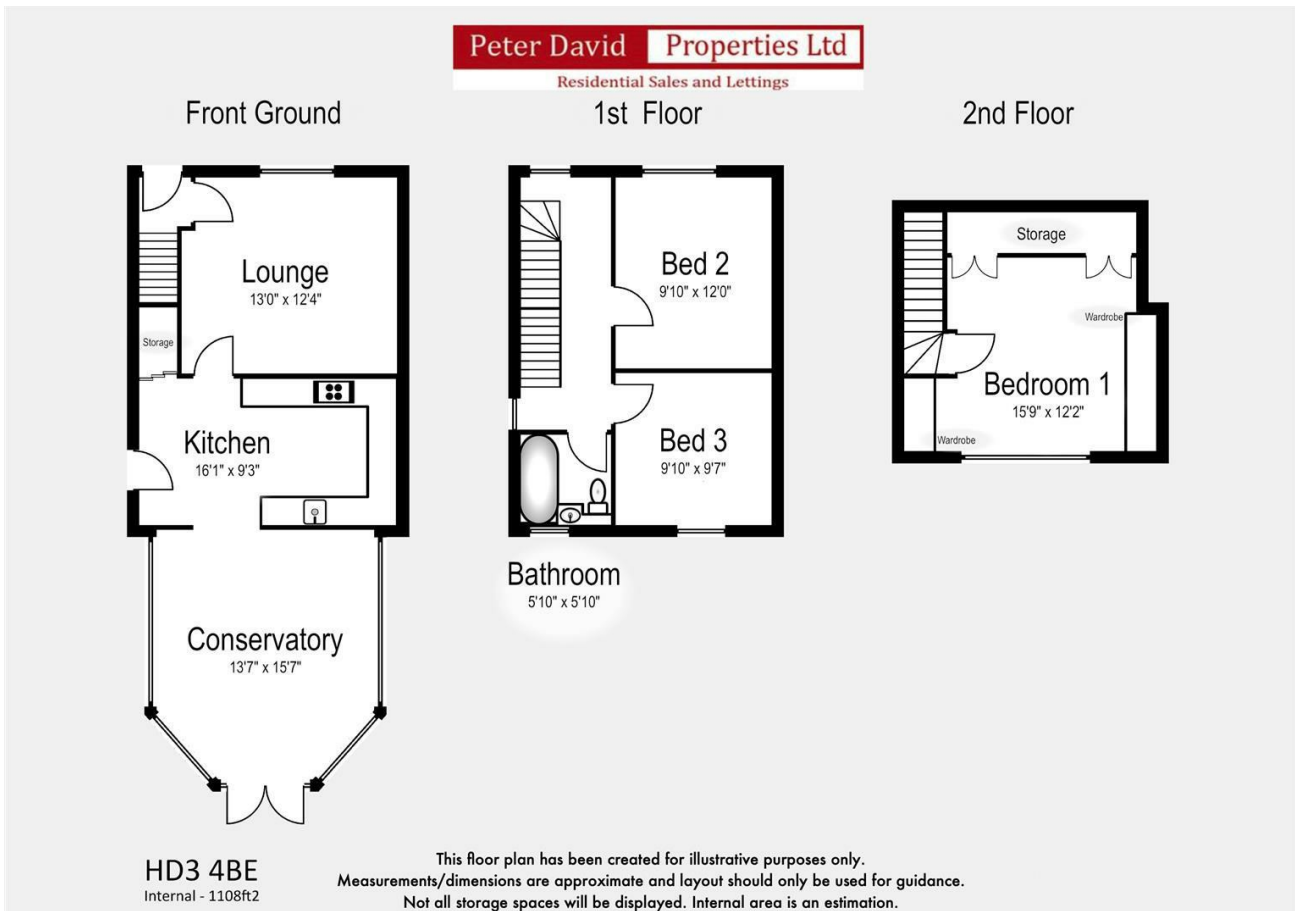 Peter David Properties Ltd
Residential Sales and Lettings
Front Ground
1st Floor
2nd Floor
Lounge
13'0" x 12'4"
Storage
Kitchen
16'1" x 9'3"
Conservatory
13'7" x 15'7"
Bed 2
9'10" x 12'0"
Bed 3
9'10" x 9'7"
Bathroom
5'10" x 5'10"
Storage
Wardrobe
Bedroom 1
15'9" x 12'2"
Wardrobe
HD3 4BE
Internal - 1108ft2
This floor plan has been created for illustrative purposes only.
Measurements/dimensions are approximate and layout should only be used for guidance.
Not all storage spaces will be displayed. Internal area is an estimation.